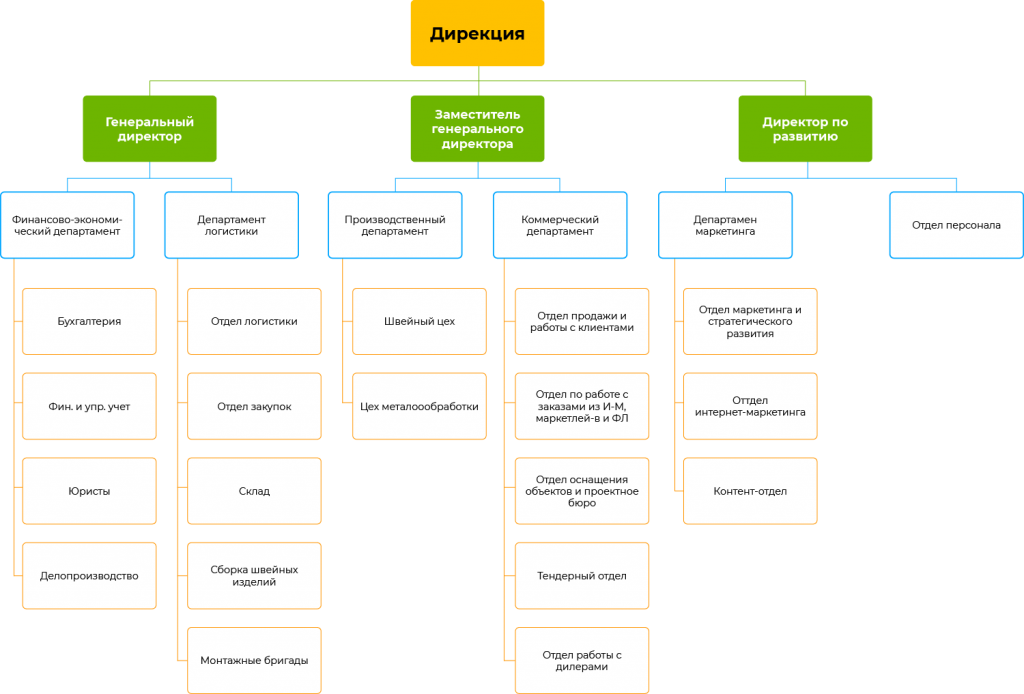 Дирекция
Генеральный
директор
Заместитель
генерального
директора
Директор по
развитию
Финансово-экономи-
ческий департамент
Департамент
логистики
Производственный
департамент
Коммерческий
департамент
Департамен
маркетинга
Отдел персонала
Бухгалтерия
Отдел логистики
Швейный цех
Отдел продажи и
работы с клиентами
Отдел маркетинга и
стратегического
развития
Фин. и упр. учет
Отдел закупок
Цех металоообработки
Отдел по работе с
заказами из И-М,
маркетлей-в и ФЛ
Оттдел
интернет-маркетинга
Юристы
Склад
Отдел оснащения
объектов и проектное
бюро
Контент-отдел
Делопроизводство
Сборка швейных
изделий
Тендерный отдел
Монтажные бригады
Отдел работы с
дилерами